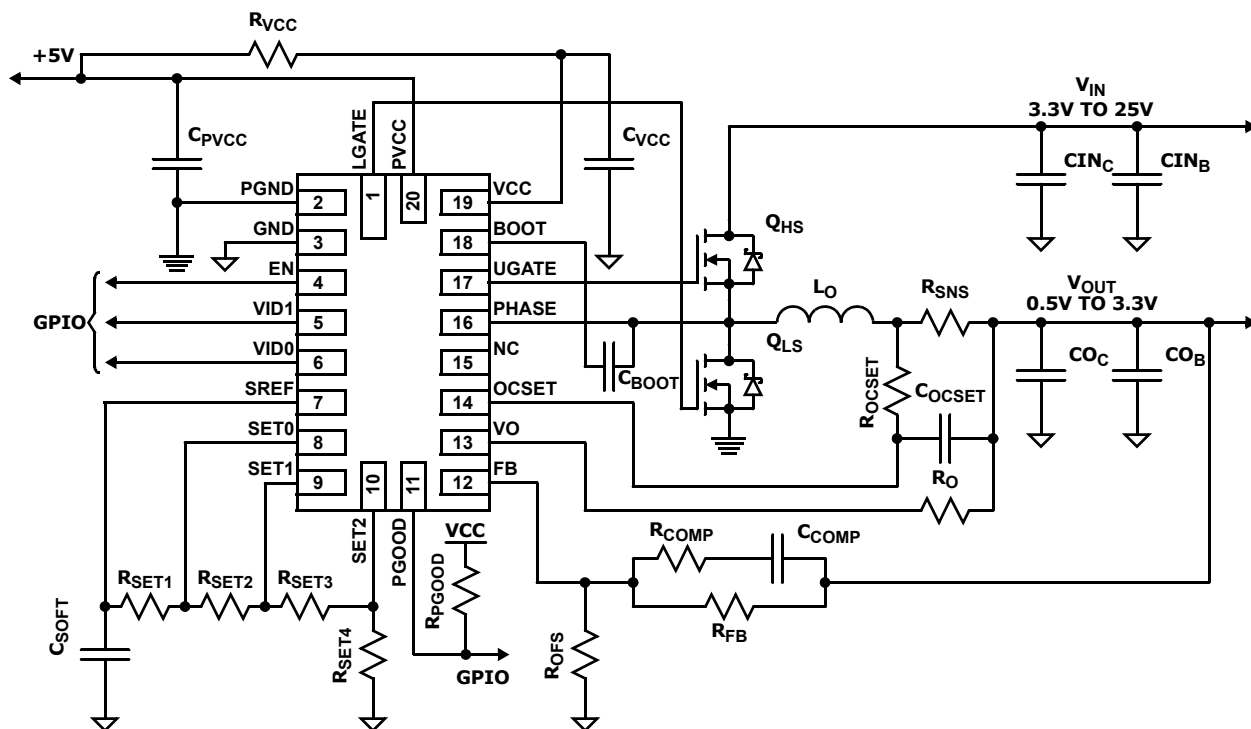 +5V
RVCC
CPVCC
LGATE
PVCC
CVCC
VIN
3.3V TO 25V
CINC
CINB
PGND
2
1
20
19
VCC
GND
3
18
BOOT
QHS
EN
4
17
UGATE
GPIO
VID1
5
16
PHASE
LO
RSNS
VOUT
0.5V TO 3.3V
VID0
6
15
NC
CBOOT
QLS
COC
COB
SREF
7
14
OCSET
ROCSET
COCSET
SET0
8
13
VO
SET1
9
10
11
12
FB
RO
SET2
PGOOD
VCC
RCOMP
CCOMP
RSET1
RSET2
RSET3
RPGOOD
RFB
CSOFT
RSET4
GPIO
ROFS